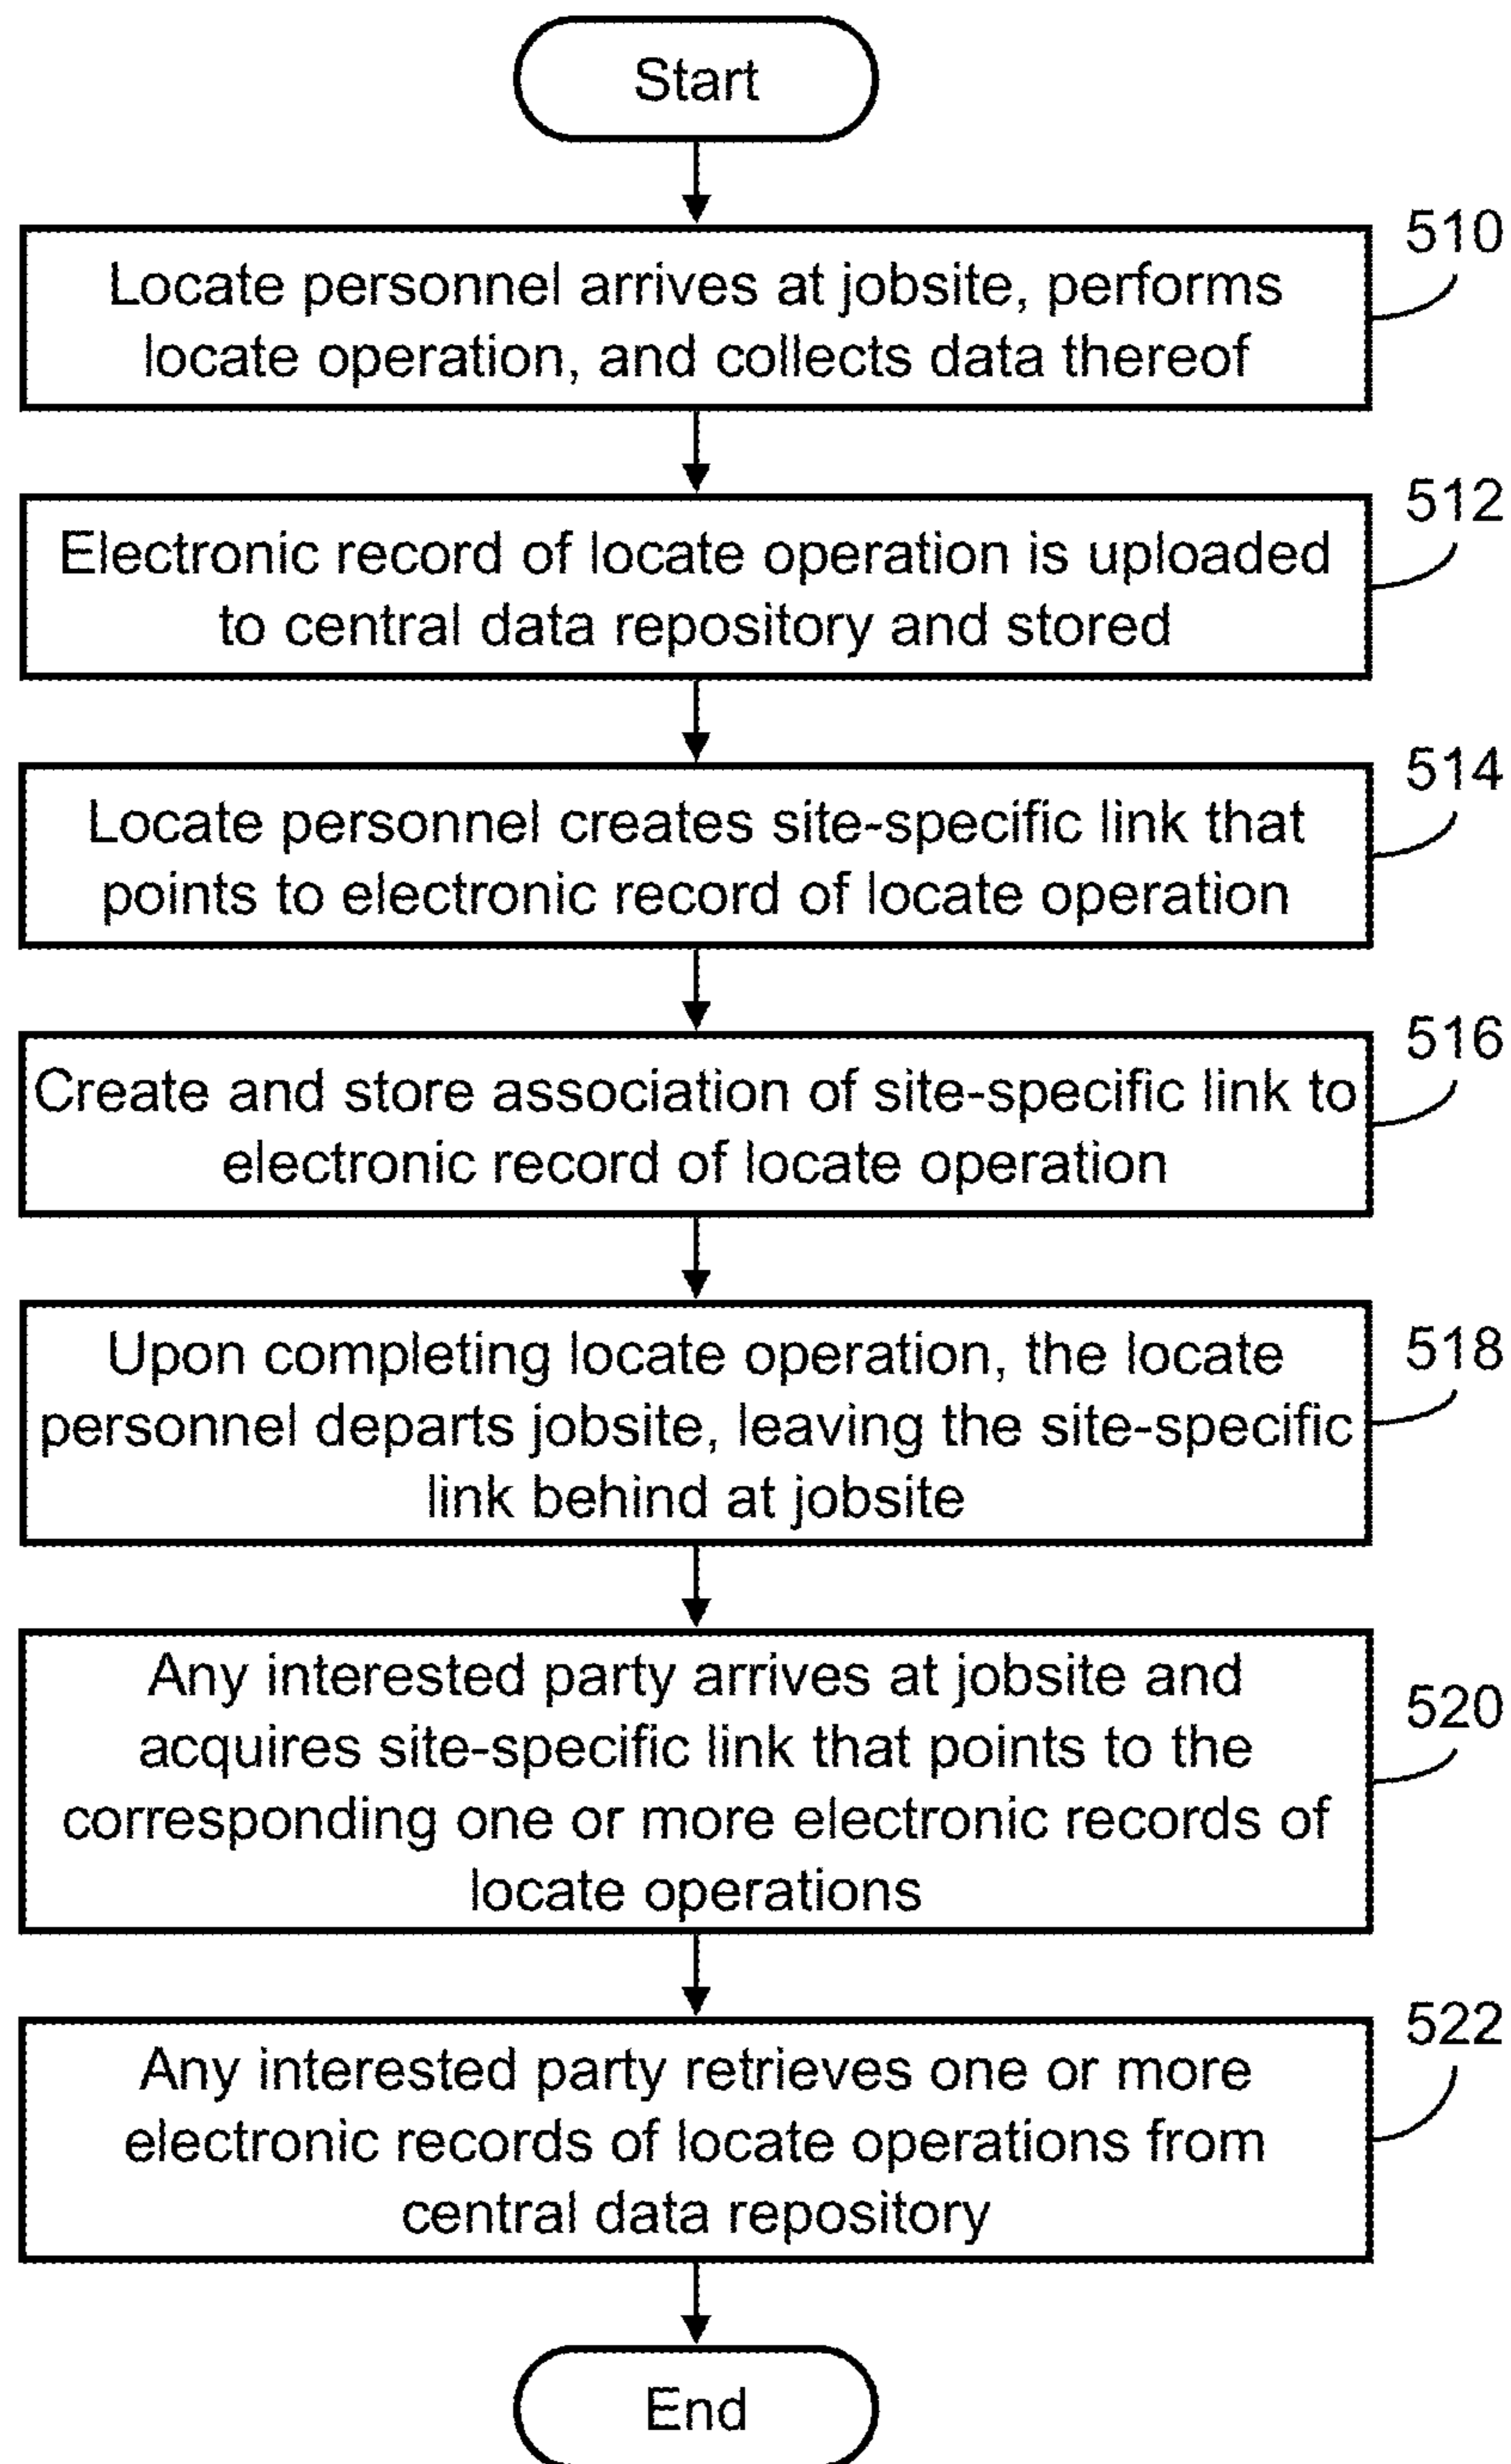 Start
510
Locate personnel arrives at jobsite, performs
locate operation, and collects data thereof
512
Electronic record of locate operation is uploaded
to central data repository and stored
514
Locate personnel creates site-specific link that
points to electronic record of locate operation
516
Create and store association of site-specific link to
electronic record of locate operation
518
Upon completing locate operation, the locate
personnel departs jobsite, leaving the site-specific
link behind at jobsite
520
Any interested party arrives at jobsite and
acquires site-specific link that points to the
corresponding one or more electronic records of
locate operations
522
Any interested party retrieves one or more
electronic records of locate operations from
central data repository
End